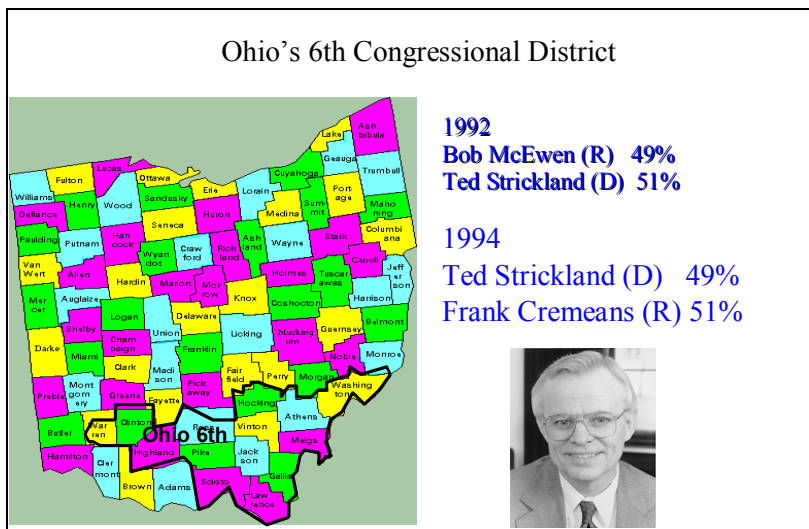 Ohio's 6th Congressional District
1992
Bob McEwen (R) 49%
Ted Strickland (D) 51%
1994
Ted Strickland (D) 49%
Frank Cremeans (R) 51%
Williams
Fulton
Lucas
Ottawa
Lake
Ash
tabula
Geauga
Cuyahoga
Trumbull
Erie
Lorain
Henry
Wood
Sandusky
Defiance
Huron
Medina
Sum
mit
Port
age
Maho
ning
Paulding
Putnam
Han
cock
Seneca
Ash
land
Wayne
Stark
Columbi
ana
Van
Wert
Allen
Wyan
dot
Craw
ford
Rich
land
Carroll
Jeff
er
son
Hardin
Marion
Mor
row
Holmes
Tuscar
awas
Mer
cer
Auglaize
Knox
Coshocton
Harrison
Shelby
Logan
Union
Delaware
Licking
Guernsey
Belmont
Darke
Miami
Cham
paign
Franklin
Musking
um
Clark
Madi
son
Fair
field
Perry
Noble
Monroe
Morgan
Preble
Mont
gom
ery
Greene
Fayette
Pick
away
Hocking
Washing
ton
Butler
War
ren
Clinton
Ohio 6th
Vinton
Athens
Hamilton
Cler
mont
Highland
Pike
Jack
son
Meigs
Brown
Adams
Scioto
Gallia
Law
rence